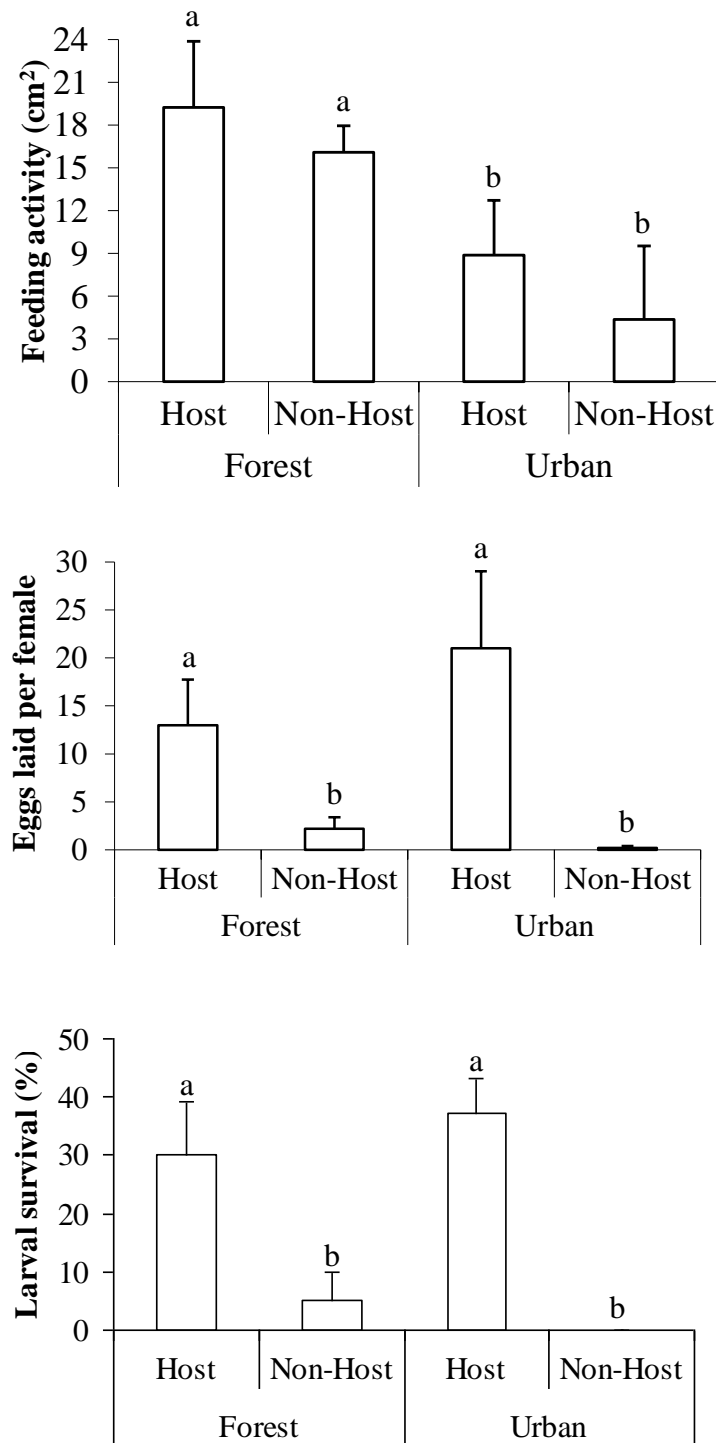 a
24
21
a
18
15
b
12
b
9
6
3
0
Feeding activity (cm²)
Host Non-Host Host Non-Host
Forest Urban
30
a
25
20
a
15
10
b
5
b
0
Eggs laid per female
Host Non-Host Host Non-Host
Forest Urban
50
a
40
a
30
20
b
10
b
0
Larval survival (%)
Host Non-Host Host Non-Host
Forest Urban